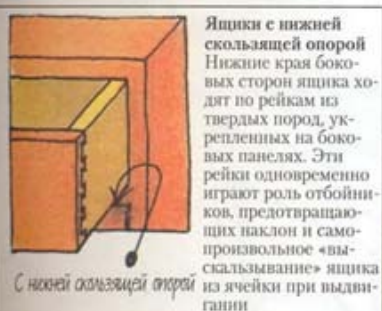 Ящики с нижней
скользящей опорой
Нижние края боко-
вых сторон ящика хо-
дят по рейкам из
твердых пород, ук-
репленных на боко-
вых панелях. Эти
рейки одновременно
играют роль отбойни-
ков, предотвращаю-
щих наклон и само-
произвольное «вы-
скальзывание» ящика
из ячейки при выдви-
гании
С нижней скользящей опорой